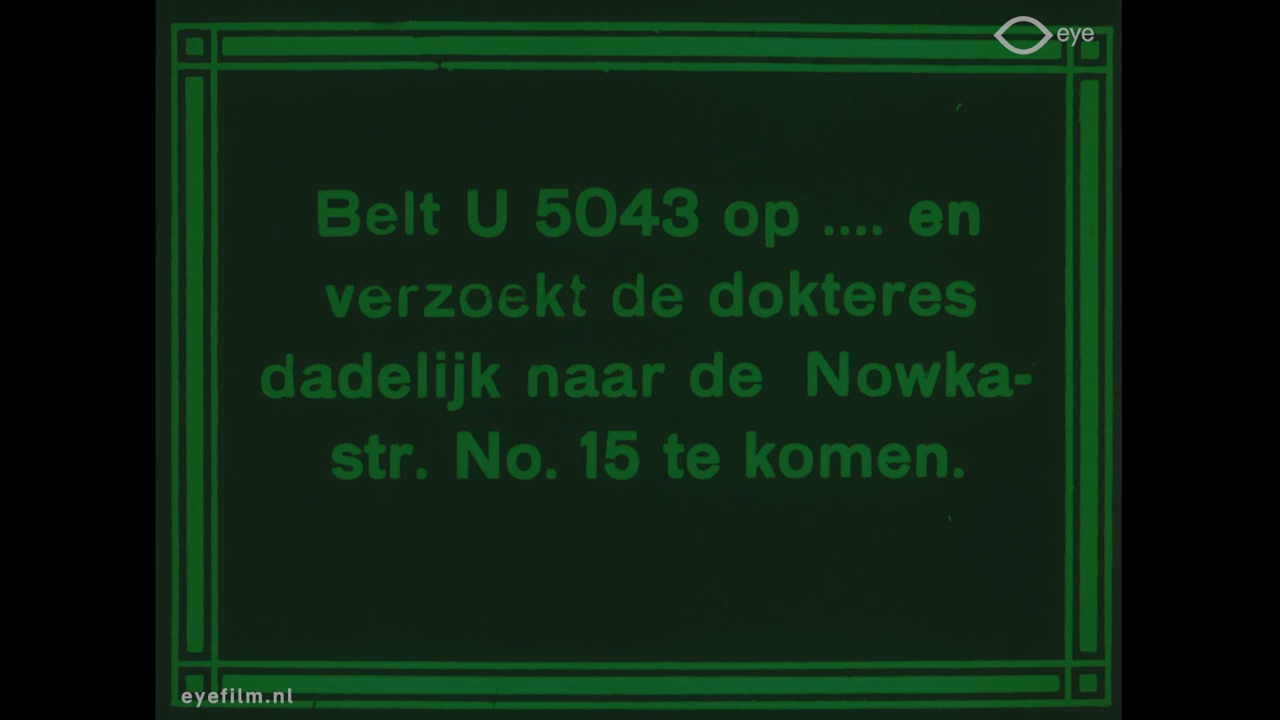 eye
Belt U 5043 op .... en
verzoekt de dokteres
dadelijk naar de Nowka-
str. No. 15 te komen.
eyefilm.nl